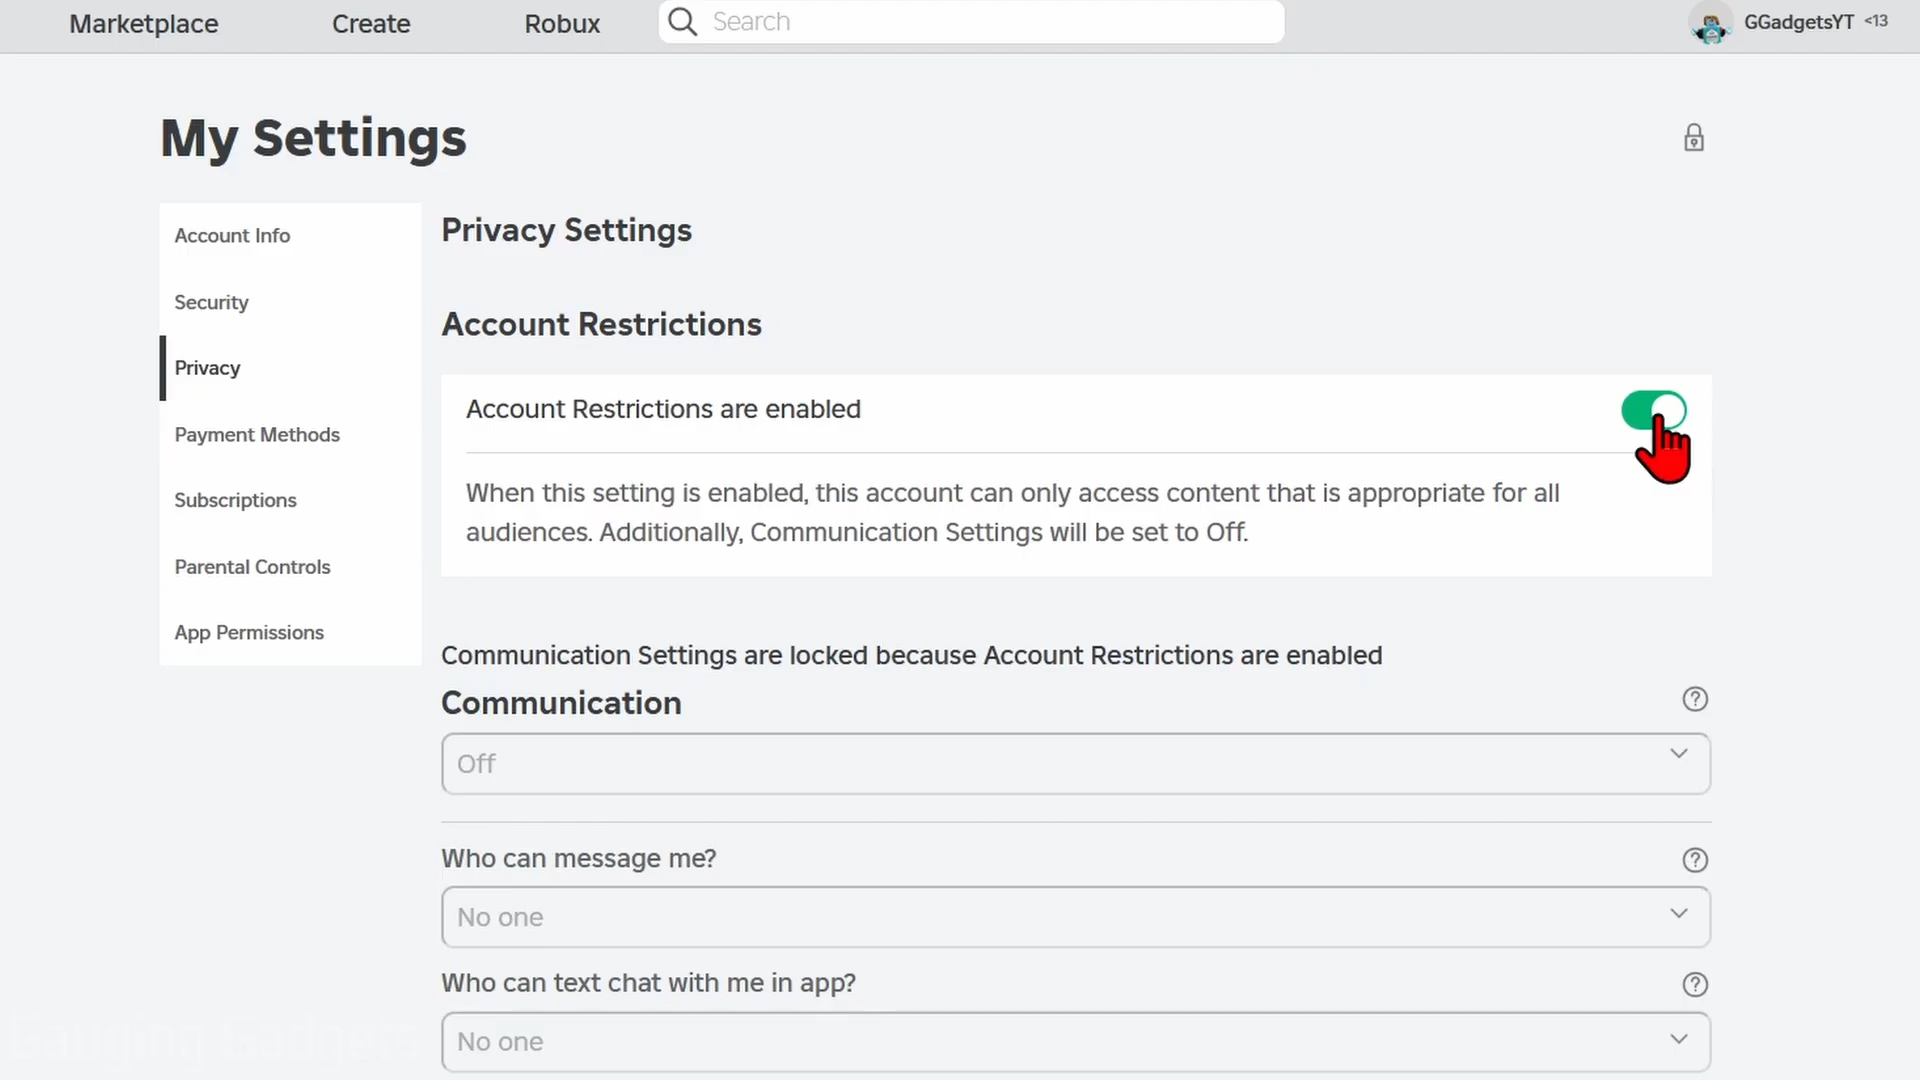 Marketplace
Create
Robux
Search
GGadgetsYT <13
My Settings
Account Info
Security
Privacy
Payment Methods
Subscriptions
Parental Controls
App Permissions
Privacy Settings
Account Restrictions
Account Restrictions are enabled
When this setting is enabled, this account can only access content that is appropriate for all
audiences. Additionally, Communication Settings will be set to Off.
Communication Settings are locked because Account Restrictions are enabled
Communication
Off
Who can message me?
No one
Who can text chat with me in app?
No one
Gauging Gadgets